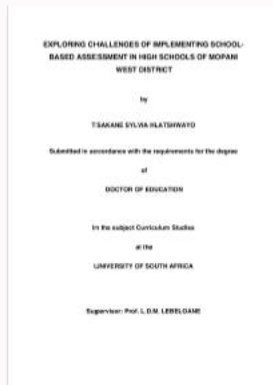 EXPLORING CHALLENGES OF IMPLEMENTING SCHOOL-
BASED ASSESSMENT IN HIGH SCHOOLS OF MOPANI
WEST DISTRICT
by
TSAKANE SYLVIA HLATSHWAYO
Submitted in accordance with the requirements for the degree
of
DOCTOR OF EDUCATION
In the subject Curriculum Studies
at the
UNIVERSITY OF SOUTH AFRICA
Supervisor: Prof. L.D.M. LEBELOANE